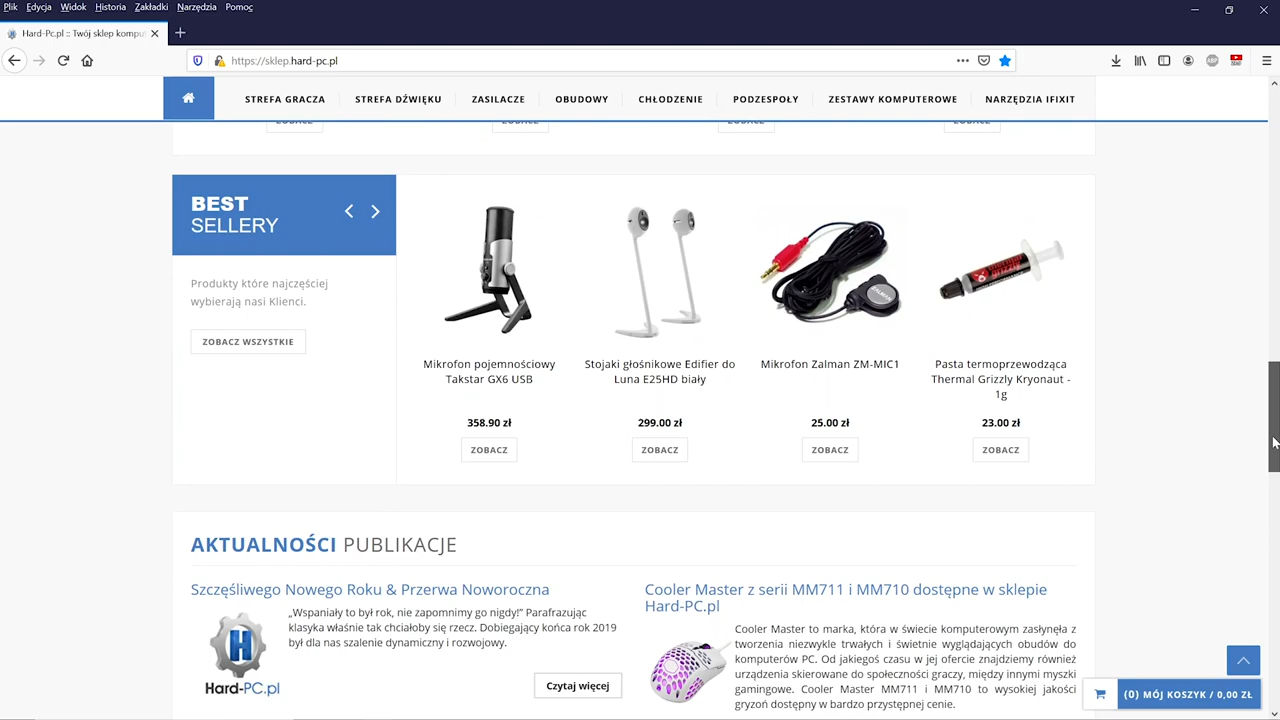 Plik Edycja Widok Historia Zakładki Narzędzia Pomoc
Hard-Pc.pl :: Twój sklep kompu
https://sklep.hard-pc.pl
STREFA GRACZA STREFA DŹWIĘKU ZASILACZE OBUDOWY CHŁODZENIE PODZESPOŁY ZESTAWY KOMPUTEROWE NARZĘDZIA IFIXIT
ZOBACZ ZOBACZ ZOBACZ ZOBACZ
BEST
SELLERY
Produkty które najczęściej
wybierają nasi Klienci.
ZOBACZ WSZYSTKIE
Mikrofon pojemnościowy
Takstar GX6 USB
358.90 zł
ZOBACZ
Stojaki głośnikowe Edifier do
Luna E25HD biały
299.00 zł
ZOBACZ
Mikrofon Zalman ZM-MIC1
25.00 zł
ZOBACZ
Pasta termoprzewodząca
Thermal Grizzly Kryonaut -
1g
23.00 zł
ZOBACZ
AKTUALNOŚCI PUBLIKACJE
Szczęśliwego Nowego Roku & Przerwa Noworoczna
„Wspaniały to był rok, nie zapomnimy go nigdy!” Parafrazując
klasyka właśnie tak chciałoby się rzecz. Dobiegający końca rok 2019
był dla nas szalenie dynamiczny i rozwojowy.
Hard-PC.pl
Czytaj więcej
Cooler Master z serii MM711 i MM710 dostępne w sklepie
Hard-PC.pl
Cooler Master to marka, która w świecie komputerowym zasłynęła z
tworzenia niezwykle trwałych i świetnie wyglądających obudów do
komputerów PC. Od jakiegoś czasu w jej ofercie znajdziemy również
urządzenia skierowane do społeczności graczy, między innymi myszki
gamingowe. Cooler Master MM711 i MM710 to wysokiej jakości
gryzoń dostępny w bardzo przystępnej cenie.
(0) MÓJ KOSZYK / 0,00 ZŁ